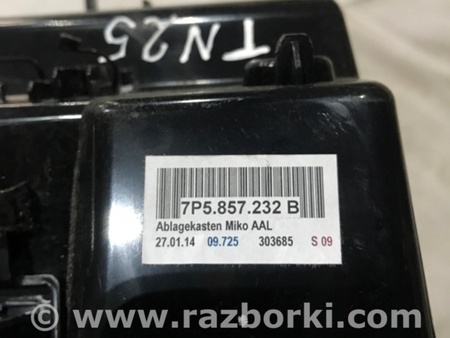 TN25
7P5.857.232 B
Ablagekasten Miko AAL
27.01.14 09.725 303685 S 09
www.razborki.com